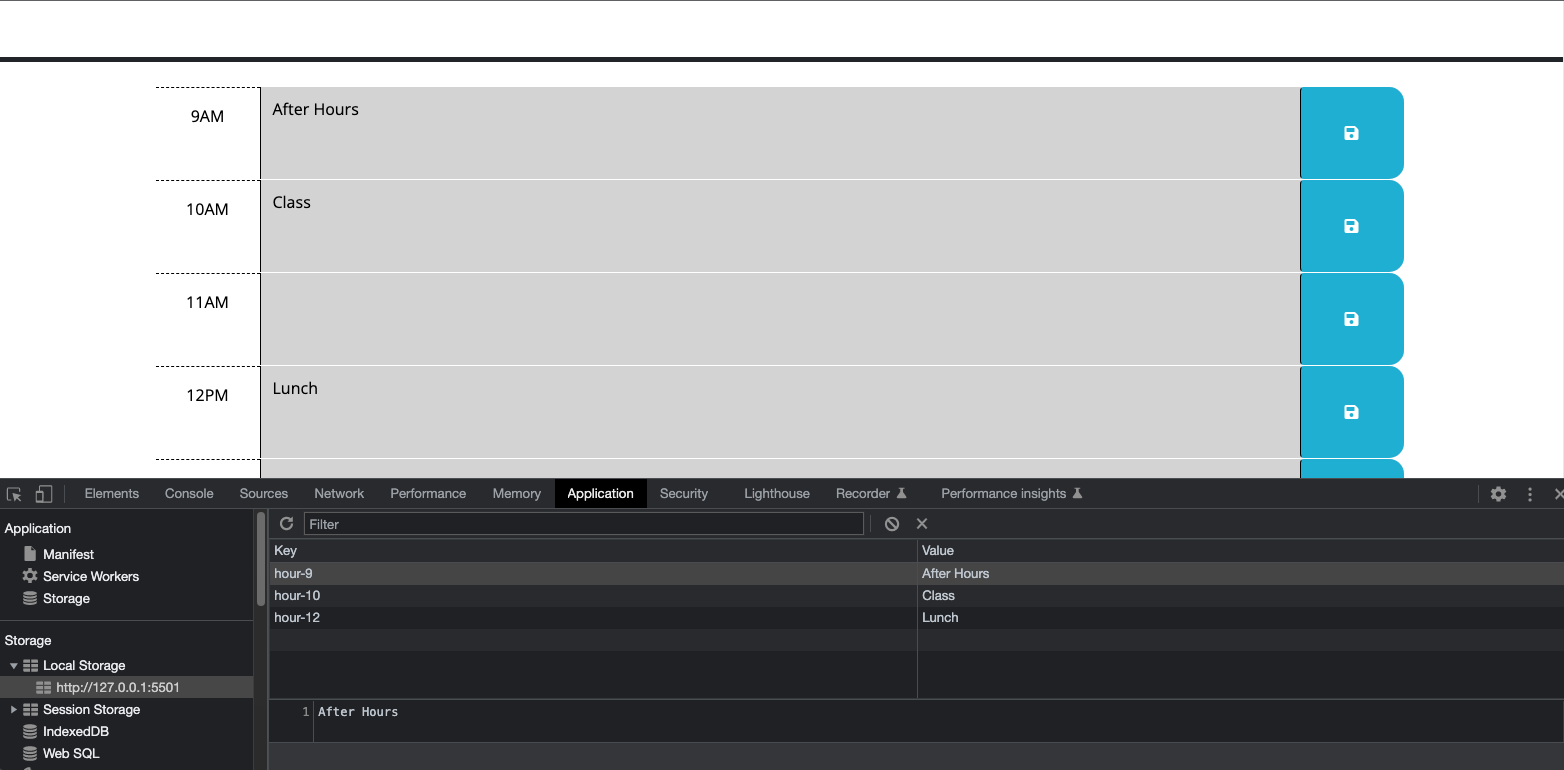 9AM After Hours
10AM Class
11AM
12PM Lunch
Elements Console Sources Network Performance Memory Application Security Lighthouse Recorder Performance insights
Application
Manifest
Service Workers
Storage
Storage
Local Storage
http://127.0.0.1:5501
Session Storage
IndexedDB
Web SQL
Filter
Key Value
hour-9 After Hours
hour-10 Class
hour-12 Lunch
1 After Hours